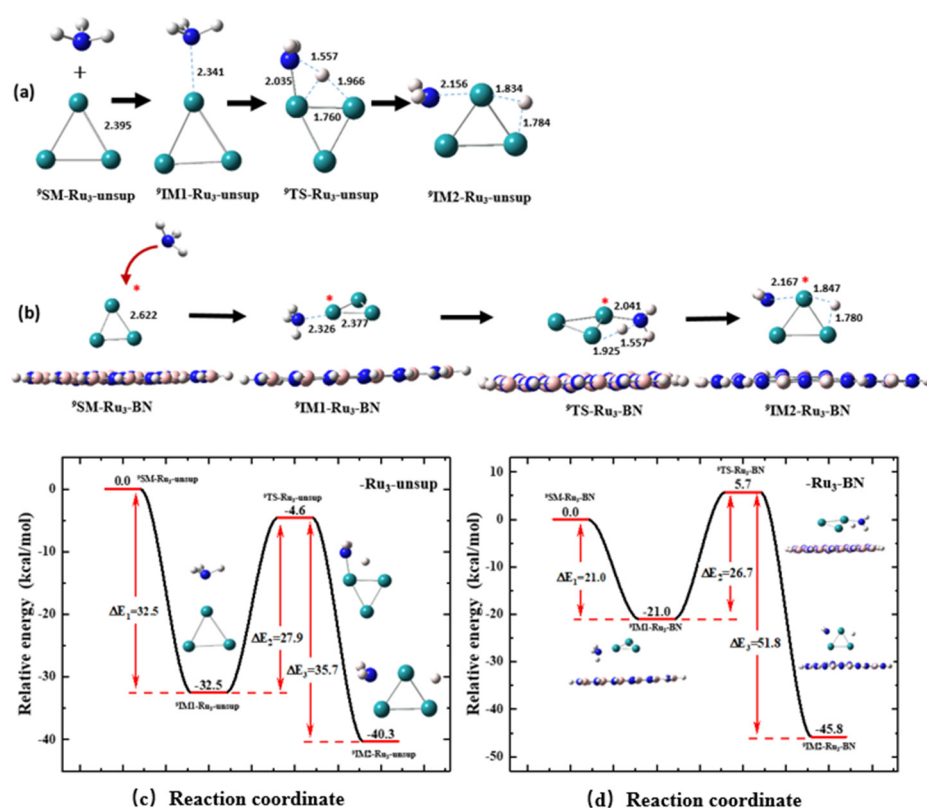 +
2.395
2.341
2.035
1.557
1.966
1.760
2.156
1.834
1.784
(a)
⁹SM-Ru₃-unsup
⁹IM1-Ru₃-unsup
⁹TS-Ru₃-unsup
⁹IM2-Ru₃-unsup
(b)
*
2.622
*
2.326
2.377
*
2.041
1.925
1.557
*
2.167
1.847
1.780
⁹SM-Ru₃-BN
⁹IM1-Ru₃-BN
⁹TS-Ru₃-BN
⁹IM2-Ru₃-BN
Relative energy (kcal/mol)
0
-10
-20
-30
-40
0.0
⁹SM-Ru₃-unsup
⁹TS-Ru₃-unsup
-4.6
-Ru₃-unsup
ΔE₁=32.5
ΔE₂=27.9
ΔE₃=35.7
-32.5
⁹IM1-Ru₃-unsup
-40.3
⁹IM2-Ru₃-unsup
(c) Reaction coordinate
Relative energy (kcal/mol)
10
5
0
-10
-20
-30
-40
-50
⁹SM-Ru₃-BN
0.0
⁹TS-Ru₃-BN
5.7
-Ru₃-BN
ΔE₁=21.0
ΔE₂=26.7
ΔE₃=51.8
-21.0
⁹IM1-Ru₃-BN
-45.8
⁹IM2-Ru₃-BN
(d) Reaction coordinate